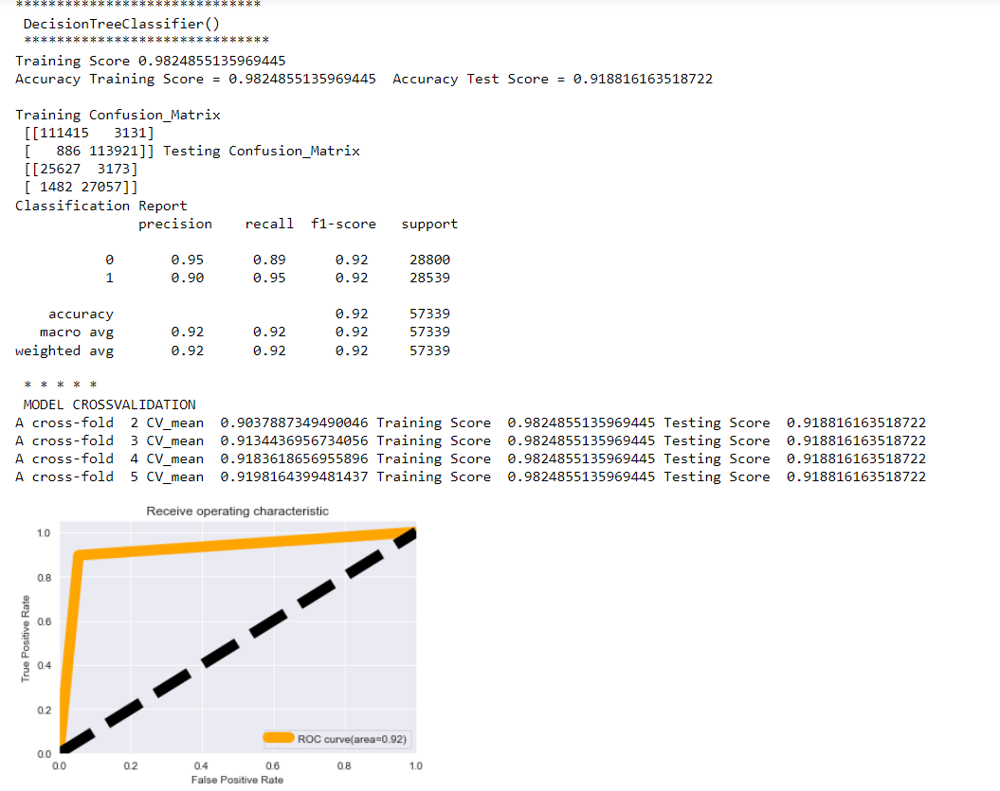 ******************************
DecisionTreeClassifier()
******************************
Training Score 0.9824855135969445
Accuracy Training Score = 0.9824855135969445  Accuracy Test Score = 0.918816163518722
Training Confusion_Matrix
[[111415   3131]
[   886 113921]] Testing Confusion_Matrix
[[25627  3173]
[ 1482 27057]]
Classification Report
precision    recall  f1-score   support
0       0.95      0.89      0.92     28800
1       0.90      0.95      0.92     28539
accuracy                           0.92     57339
macro avg       0.92      0.92      0.92     57339
weighted avg       0.92      0.92      0.92     57339
* * * * *
MODEL CROSSVALIDATION
A cross-fold  2 CV_mean  0.9037887349490046 Training Score  0.9824855135969445 Testing Score  0.918816163518722
A cross-fold  3 CV_mean  0.9134436956734056 Training Score  0.9824855135969445 Testing Score  0.918816163518722
A cross-fold  4 CV_mean  0.9183618656955896 Training Score  0.9824855135969445 Testing Score  0.918816163518722
A cross-fold  5 CV_mean  0.9198164399481437 Training Score  0.9824855135969445 Testing Score  0.918816163518722
Receive operating characteristic
1.0
0.8
0.6
0.4
0.2
0.0
True Positive Rate
ROC curve(area=0.92)
0.0 0.2 0.4 0.6 0.8 1.0
False Positive Rate